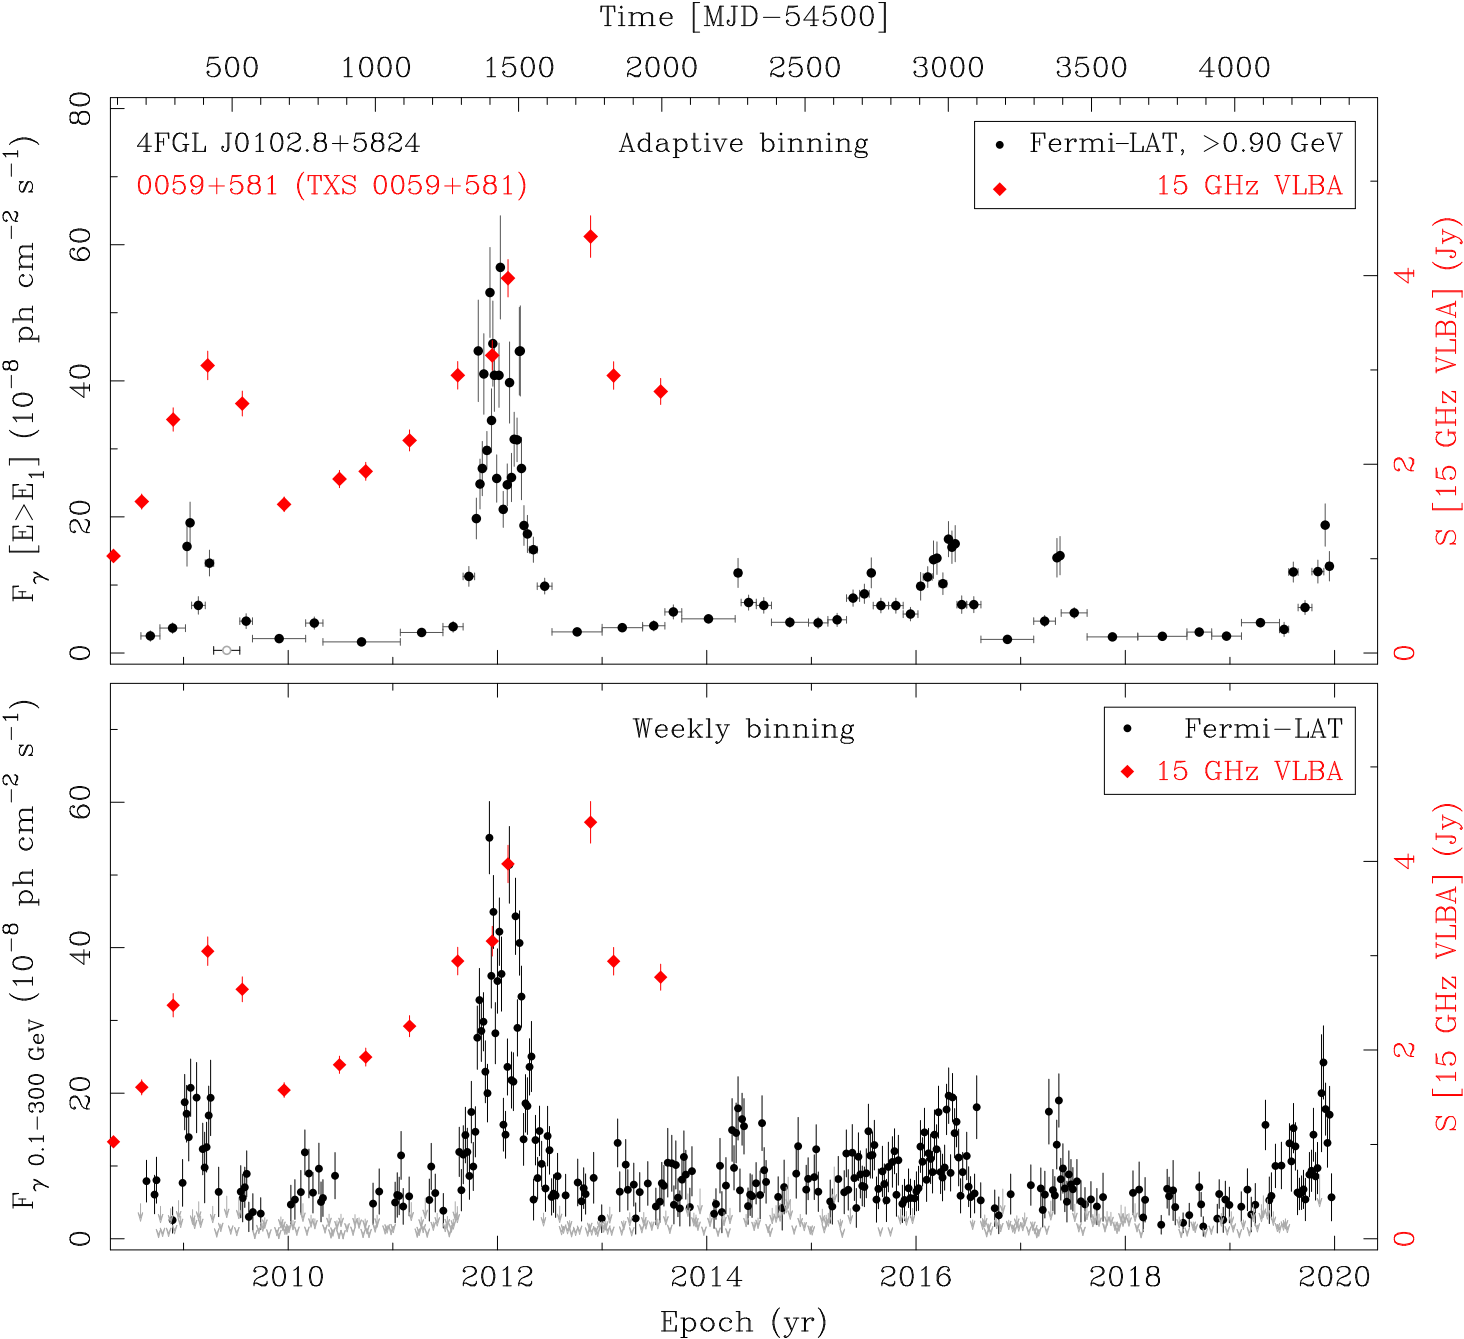 Time [MJD−54500]
500 1000 1500 2000 2500 3000 3500 4000
4FGL J0102.8+5824
0059+581 (TXS 0059+581)
Adaptive binning
Fermi−LAT, >0.90 GeV
15 GHz VLBA
F_γ [E>E_1] (10^−8 ph cm^−2 s^−1)
80
60
40
20
0
4
2
0
S [15 GHz VLBA] (Jy)
Weekly binning
Fermi−LAT
15 GHz VLBA
F_γ 0.1−300 GeV (10^−8 ph cm^−2 s^−1)
60
40
20
0
4
2
0
S [15 GHz VLBA] (Jy)
2010 2012 2014 2016 2018 2020
Epoch (yr)